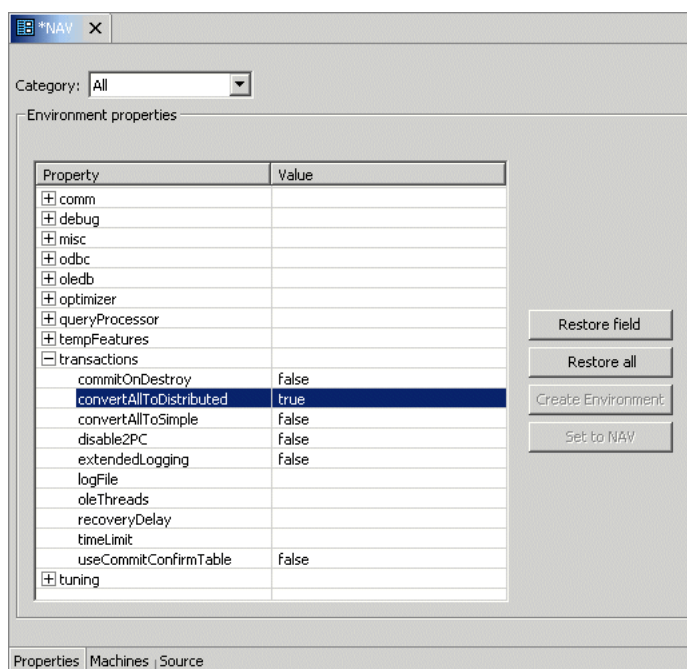 *NAV X
Category: All
Environment properties
Property Value
comm
debug
misc
odbc
oledb
optimizer
queryProcessor
tempFeatures
transactions
commitOnDestroy false
convertAllToDistributed true
convertAllToSimple false
disable2PC false
extendedLogging false
logFile
oleThreads
recoveryDelay
timeLimit
useCommitConfirmTable false
tuning
Restore field
Restore all
Create Environment
Set to NAV
Properties Machines Source